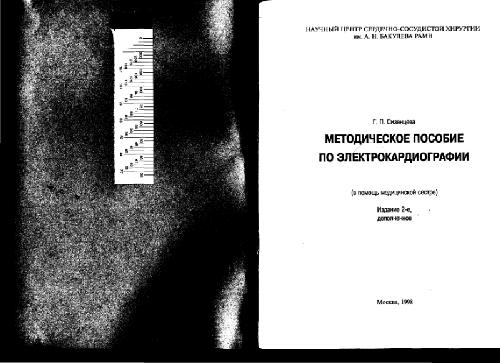 НАУЧНЫЙ ЦЕНТР СЕРДЕЧНО-СОСУДИСТОЙ ХИРУРГИИ
им. А. Н. БАКУЛЕВА РАМН
Г. П. Сизенцева
МЕТОДИЧЕСКОЕ ПОСОБИЕ
ПО ЭЛЕКТРОКАРДИОГРАФИИ
(в помощь медицинской сестре)
Издание 2-е,
дополненное
Москва, 1998